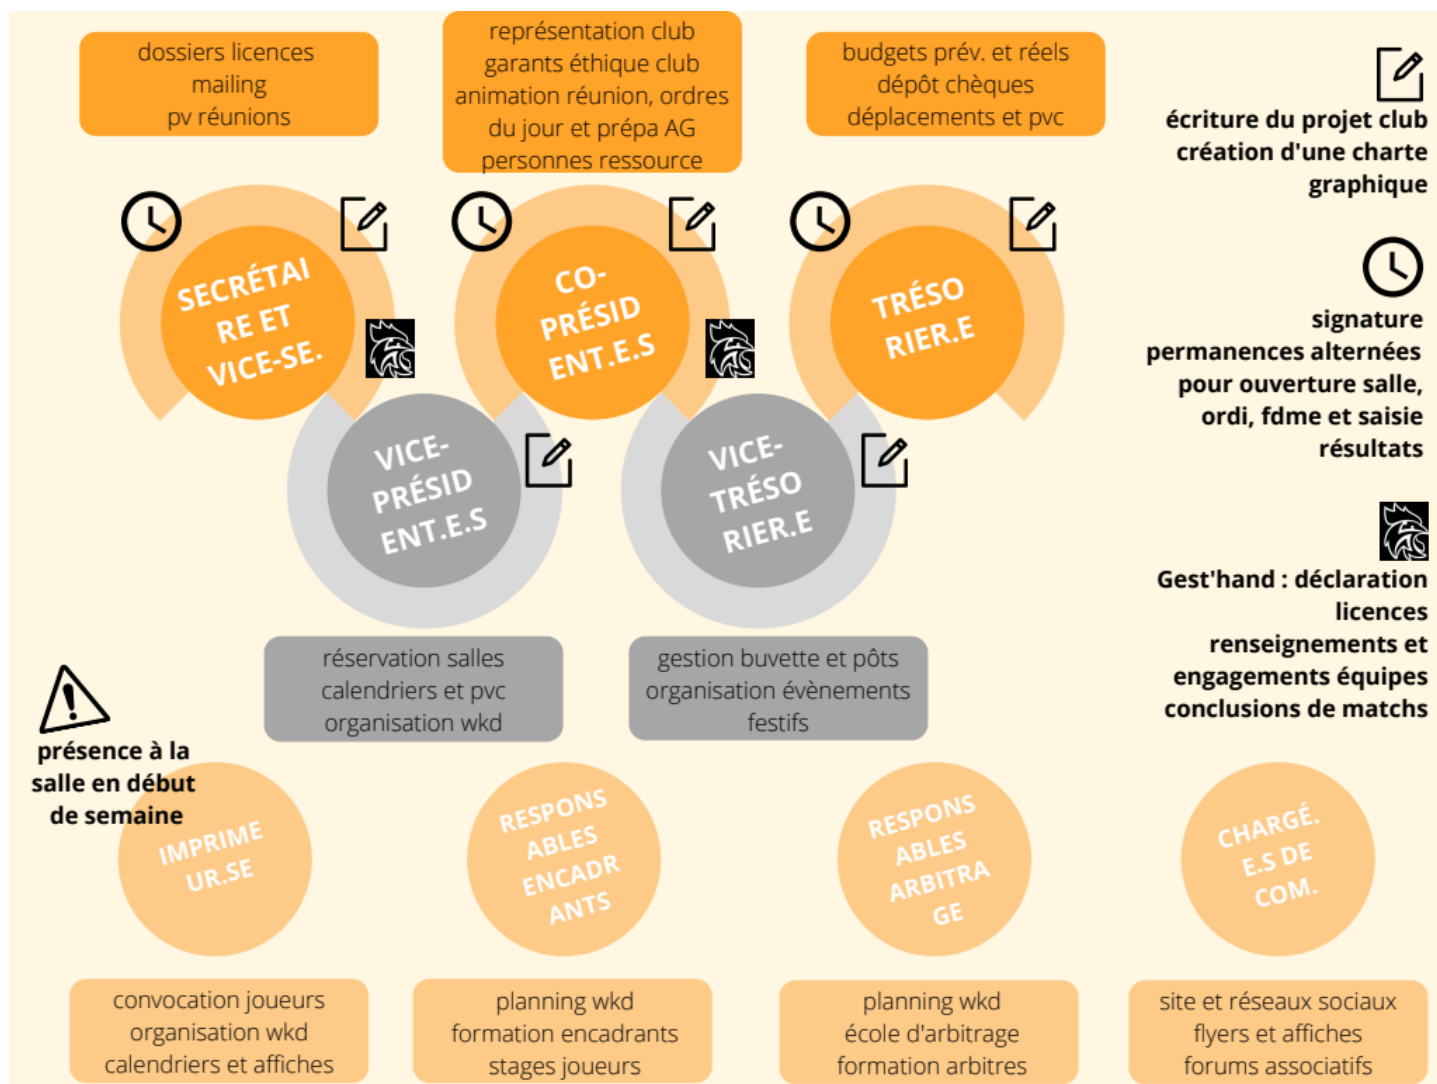 dossiers licences
mailing
pv réunions
représentation club
garants éthique club
animation réunion, ordres
du jour et prépa AG
personnes ressource
budgets prév. et réels
dépôt chèques
déplacements et pvc
écriture du projet club
création d'une charte
graphique
SECRÉTAI
RE ET
VICE-SE.
CO-
PRÉSID
ENT.E.S
TRÉSO
RIER.E
signature
permanences alternées
pour ouverture salle,
ordi, fdme et saisie
résultats
VICE-
PRÉSID
ENT.E.S
VICE-
TRÉSO
RIER.E
Gest'hand : déclaration
licences
renseignements et
engagements équipes
conclusions de matchs
réservation salles
calendriers et pvc
organisation wkd
gestion buvette et pôts
organisation évènements
festifs
présence à la
salle en début
de semaine
IMPRIME
UR.SE
RESPONS
ABLES
ENCADR
ANTS
RESPONS
ABLES
ARBITRA
GE
CHARGÉ.
E.S DE
COM.
convocation joueurs
organisation wkd
calendriers et affiches
planning wkd
formation encadrants
stages joueurs
planning wkd
école d'arbitrage
formation arbitres
site et réseaux sociaux
flyers et affiches
forums associatifs